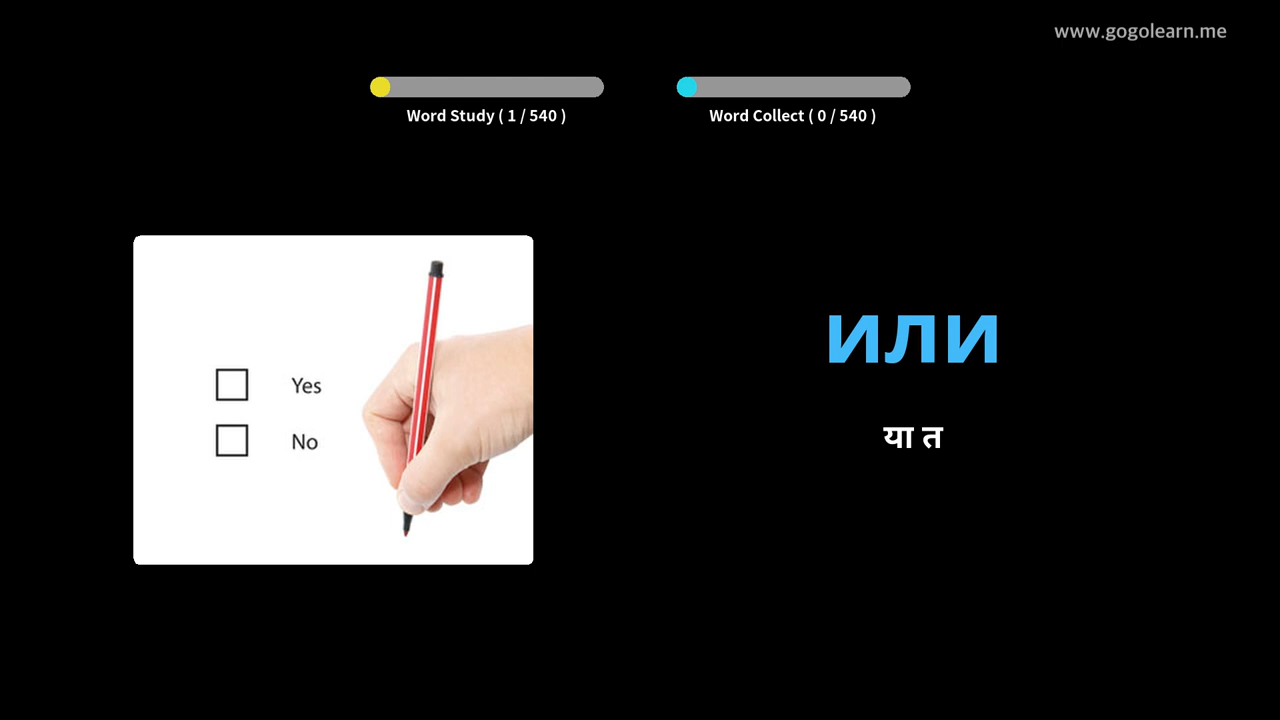 www.gogolearn.me
Word Study ( 1 / 540 )
Word Collect ( 0 / 540 )
Yes
No
или
या त